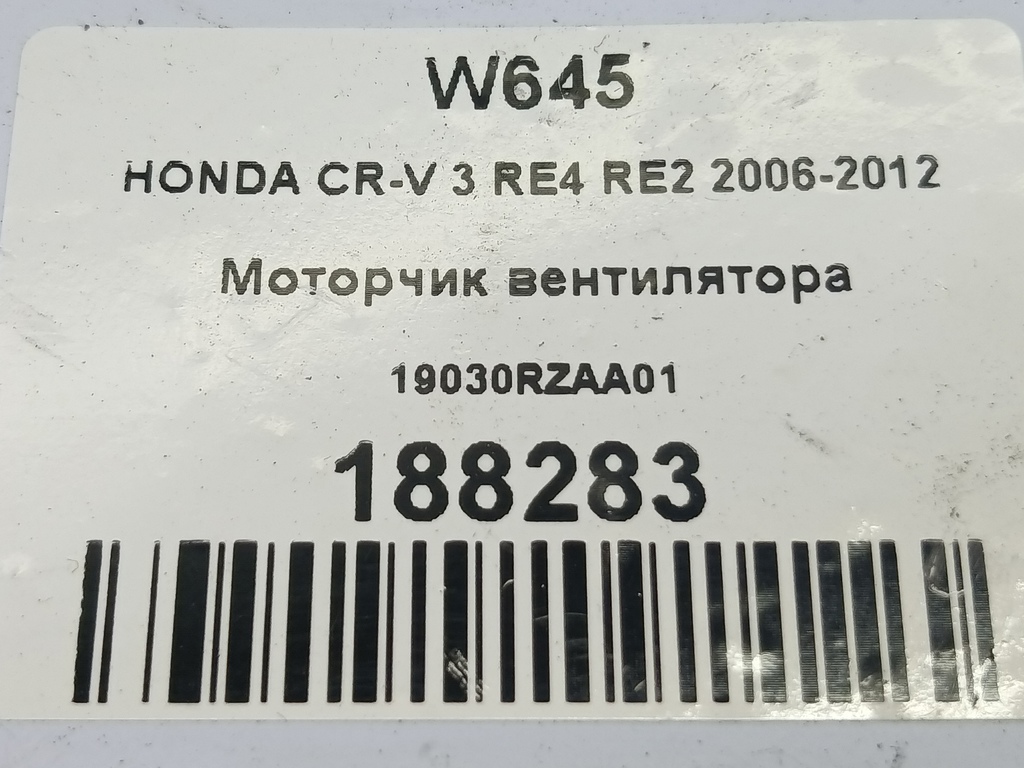 W645
HONDA CR-V 3 RE4 RE2 2006-2012
Моторчик вентилятора
19030RZAA01
188283